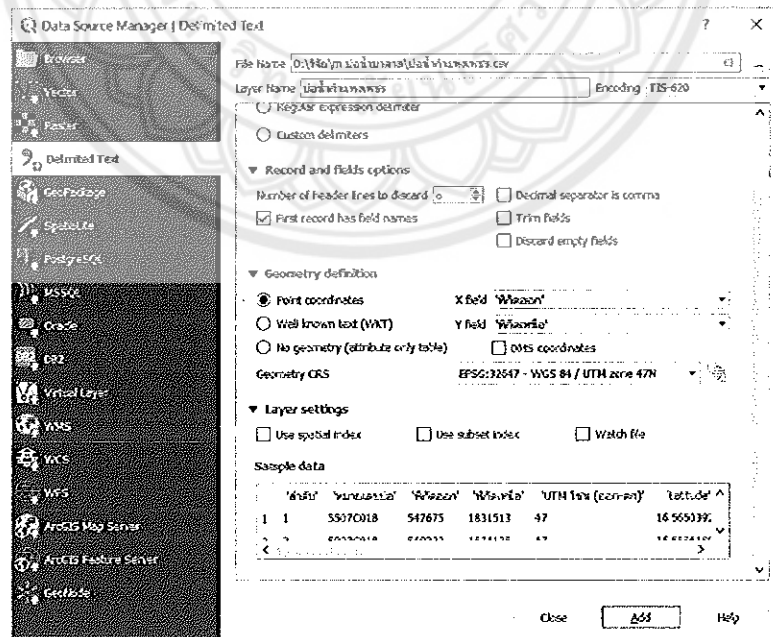 Data Source Manager | Delimited Text
? ×
Browser
Vector
Raster
Delimited Text
GeoPackage
SpatiaLite
PostgreSQL
MSSQL
Oracle
DB2
Virtual Layer
WMS
WCS
WFS
ArcGIS Map Server
ArcGIS Feature Server
GeoNode
File Name
Layer Name Encoding TIS-620
Regular expression delimiter
Custom delimiters
Record and fields options
Number of header lines to discard 0 Decimal separator is comma
First record has field names Trim fields
Discard empty fields
Geometry definition
Point coordinates X field
Well known text (WKT) Y field
No geometry (attribute only table) DMS coordinates
Geometry CRS EPSG:32647 - WGS 84 / UTM zone 47N
Layer settings
Use spatial index Use subset index Watch file
Sample data
1 1 5507C018 547675 1831513 47
Close Add Help